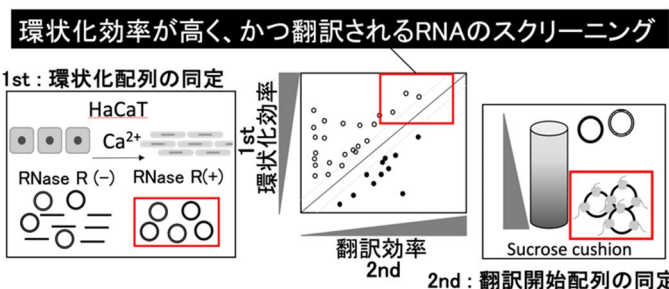 環状化効率が高く、かつ翻訳されるRNAのスクリーニング
1st : 環状化配列の同定
HaCaT
Ca2+
RNase R (-) RNase R(+)
1st
環状化効率
翻訳効率
2nd
Sucrose cushion
2nd : 翻訳開始配列の同定